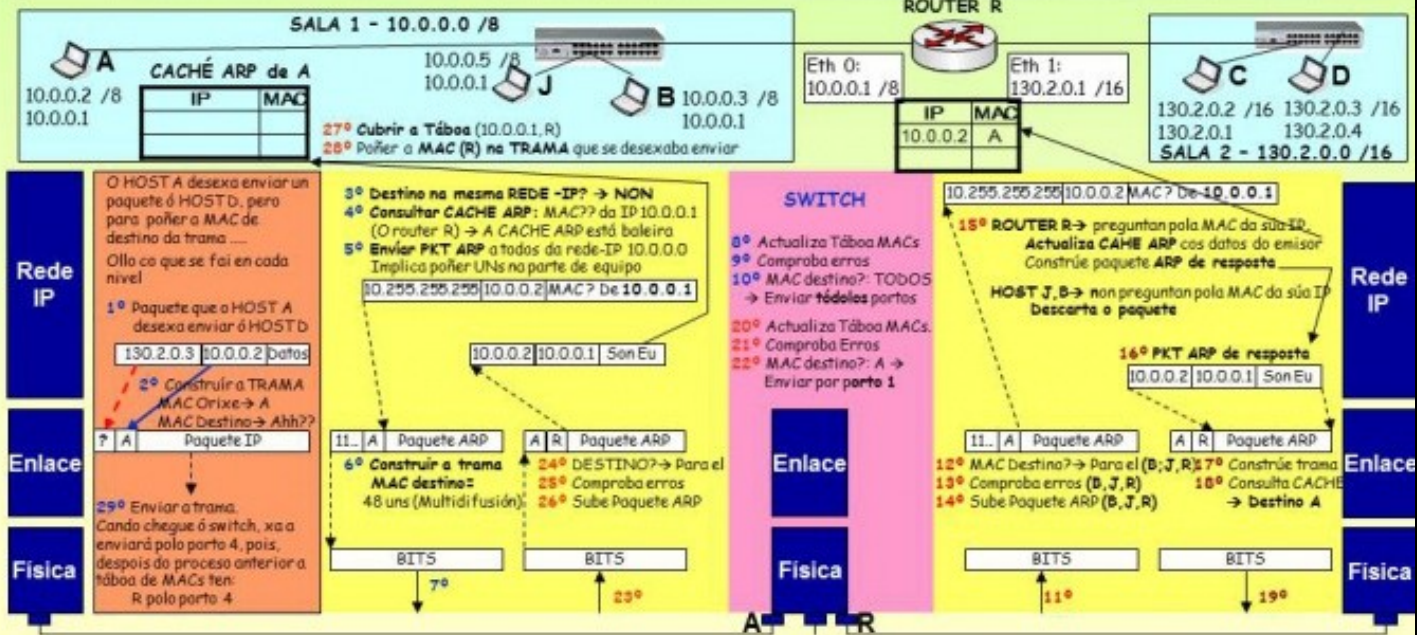 ROUTER R
SALA 1 - 10.0.0.0 /8
A
10.0.0.2 /8
10.0.0.1
CACHÉ ARP de A
IP MAC
10.0.0.5 /8
10.0.0.1
J
B
10.0.0.3 /8
10.0.0.1
27º Cubrir a Táboa (10.0.0.1, R)
28º Poñer a MAC (R) na TRAMA que se desexaba enviar
Eth 0:
10.0.0.1 /8
Eth 1:
130.2.0.1 /16
IP MAC
10.0.0.2 A
C
D
130.2.0.2 /16
130.2.0.1
130.2.0.3 /16
130.2.0.4
SALA 2 - 130.2.0.0 /16
Rede IP
Enlace
Física
O HOST A desexa enviar un
paquete ó HOST D, pero
para poñer a MAC de
destino da trama ....
Ollo co que se fai en cada
nivel
1º Paquete que o HOST A
desexa enviar ó HOST D
130.2.0.3 10.0.0.2 Datos
2º Construír a TRAMA
MAC Orixe→ A
MAC Destino→ Ahh??
? A Paquete IP
29º Enviar a trama.
Cando chegue ó switch, xa a
enviará polo porto 4, pois,
despois do proceso anterior a
táboa de MACs ten:
R polo porto 4
3º Destino na mesma REDE -IP? → NON
4º Consultar CACHE ARP: MAC?? da IP 10.0.0.1
(O router R) → A CACHE ARP está baleira
5º Enviar PKT ARP a todos da rede-IP 10.0.0.0
Implica poñer UNs na parte de equipo
10.255.255.255 10.0.0.2 MAC? De 10.0.0.1
10.0.0.2 10.0.0.1 Son Eu
11... A Paquete ARP
6º Construir a trama
MAC destino=
48 uns (Multidifusión)
BITS
7º
A R Paquete ARP
24º DESTINO?→ Para el
25º Comproba erros
26º Sube Paquete ARP
BITS
23º
SWITCH
8º Actualiza Táboa MACs
9º Comproba erros
10º MAC destino?: TODOS
→ Enviar tódolos portos
20º Actualiza Táboa MACs.
21º Comproba Erros
22º MAC destino?: A →
Enviar por porto 1
Enlace
Física
A
R
10.255.255.255 10.0.0.2 MAC? De 10.0.0.1
15º ROUTER R→ preguntan pola MAC da súa IP
Actualiza CAHE ARP cos datos do emisor
Constrúe paquete ARP de resposta
HOST J,B→ non preguntan pola MAC da súa IP
Descarta o paquete
16º PKT ARP de resposta
10.0.0.2 10.0.0.1 Son Eu
11... A Paquete ARP
12º MAC Destino?→ Para el (B;J,R)
13º Comproba erros (B,J,R)
14º Sube Paquete ARP (B,J,R)
BITS
11º
A R Paquete ARP
17º Constrúe trama
18º Consulta CACHE
→ Destino A
BITS
19º
Rede IP
Enlace
Física